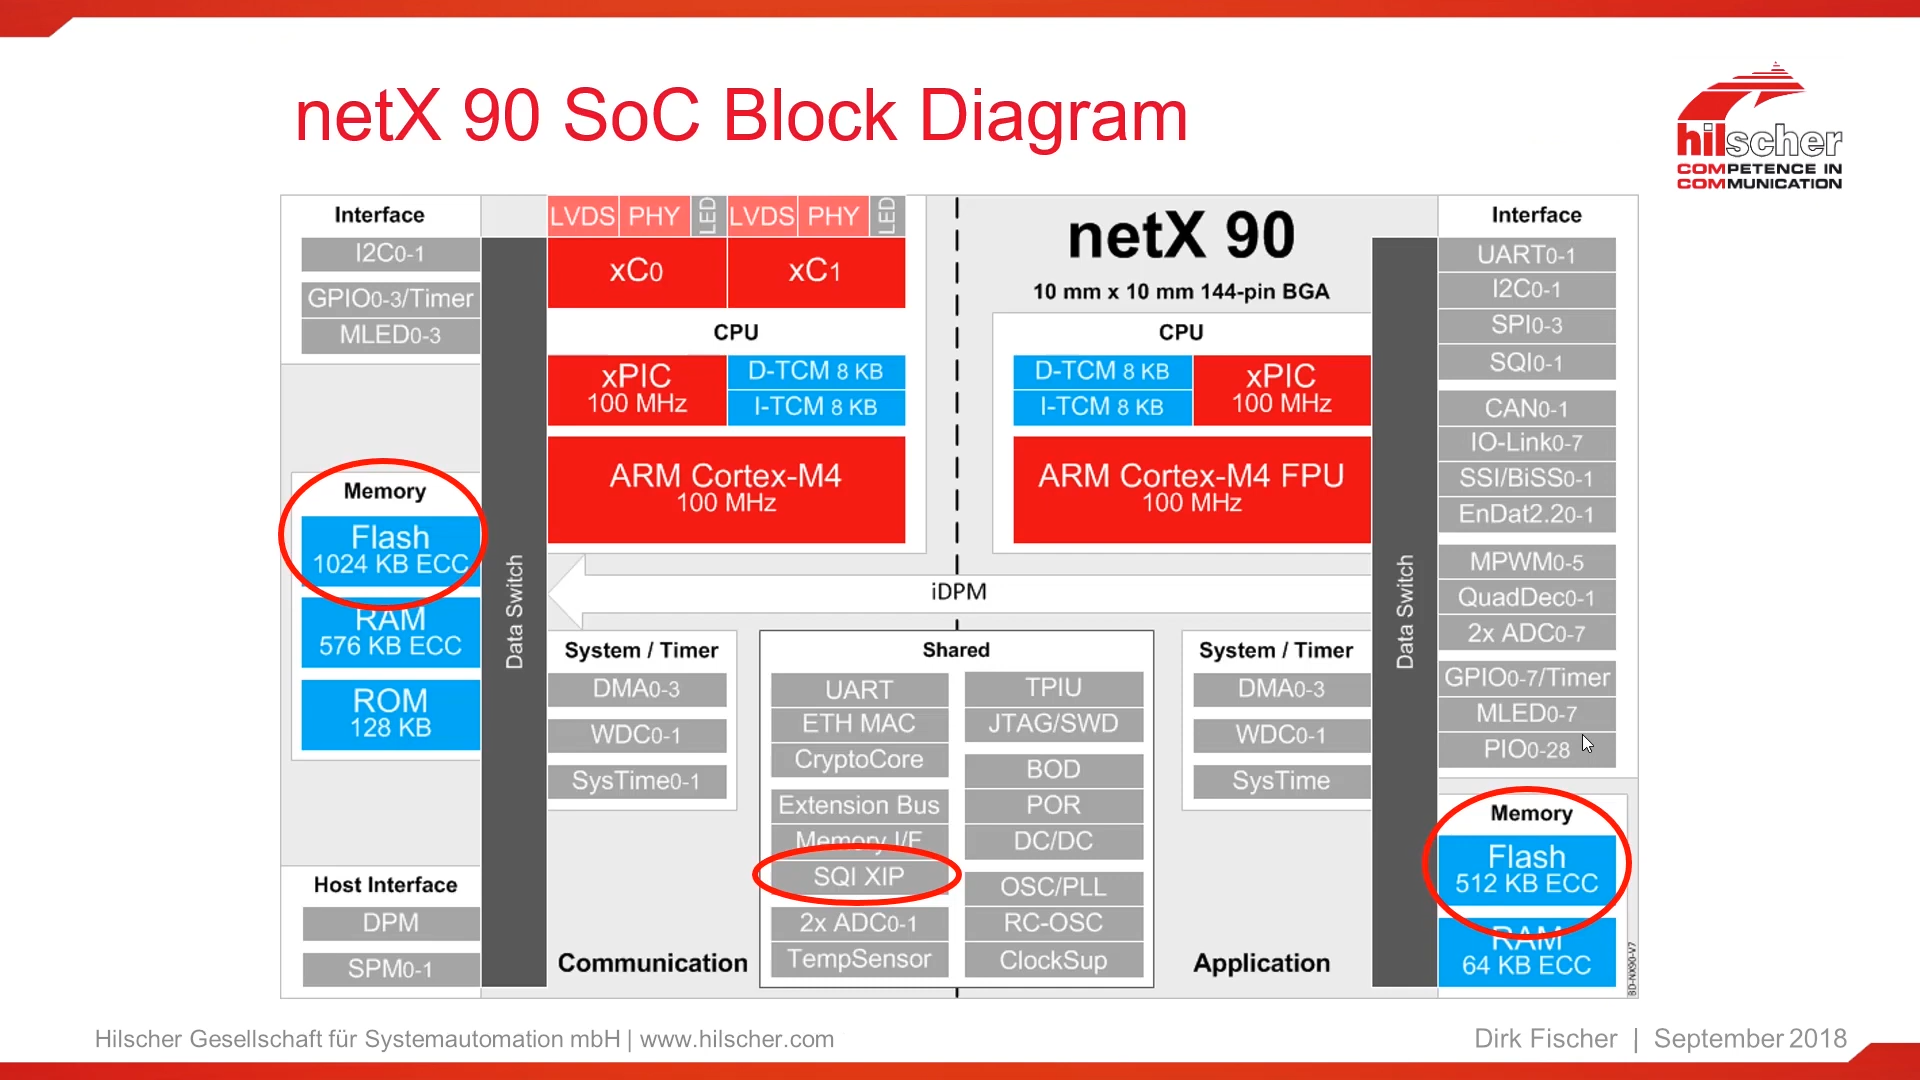 netX 90 SoC Block Diagram
hilscher
COMPETENCE IN
COMMUNICATION
Interface
I2C0-1
GPIO0-3/Timer
MLED0-3
Memory
Flash
1024 KB ECC
RAM
576 KB ECC
ROM
128 KB
Host Interface
DPM
SPM0-1
Data Switch
LVDS PHY LED LVDS PHY LED
xC0 xC1
CPU
xPIC
100 MHz
D-TCM 8 KB
I-TCM 8 KB
ARM Cortex-M4
100 MHz
netX 90
10 mm x 10 mm 144-pin BGA
CPU
D-TCM 8 KB
I-TCM 8 KB
xPIC
100 MHz
ARM Cortex-M4 FPU
100 MHz
iDPM
System / Timer
DMA0-3
WDC0-1
SysTime0-1
Communication
Shared
UART
ETH MAC
CryptoCore
Extension Bus
Memory I/F
SQI XIP
2x ADC0-1
TempSensor
TPIU
JTAG/SWD
BOD
POR
DC/DC
OSC/PLL
RC-OSC
ClockSup
System / Timer
DMA0-3
WDC0-1
SysTime
Application
Data Switch
Interface
UART0-1
I2C0-1
SPI0-3
SQI0-1
CAN0-1
IO-Link0-7
SSI/BiSS0-1
EnDat2.20-1
MPWM0-5
QuadDec0-1
2x ADC0-7
GPIO0-7/Timer
MLED0-7
PIO0-28
Memory
Flash
512 KB ECC
RAM
64 KB ECC
BD-NX90-V7
Hilscher Gesellschaft für Systemautomation mbH | www.hilscher.com
Dirk Fischer | September 2018